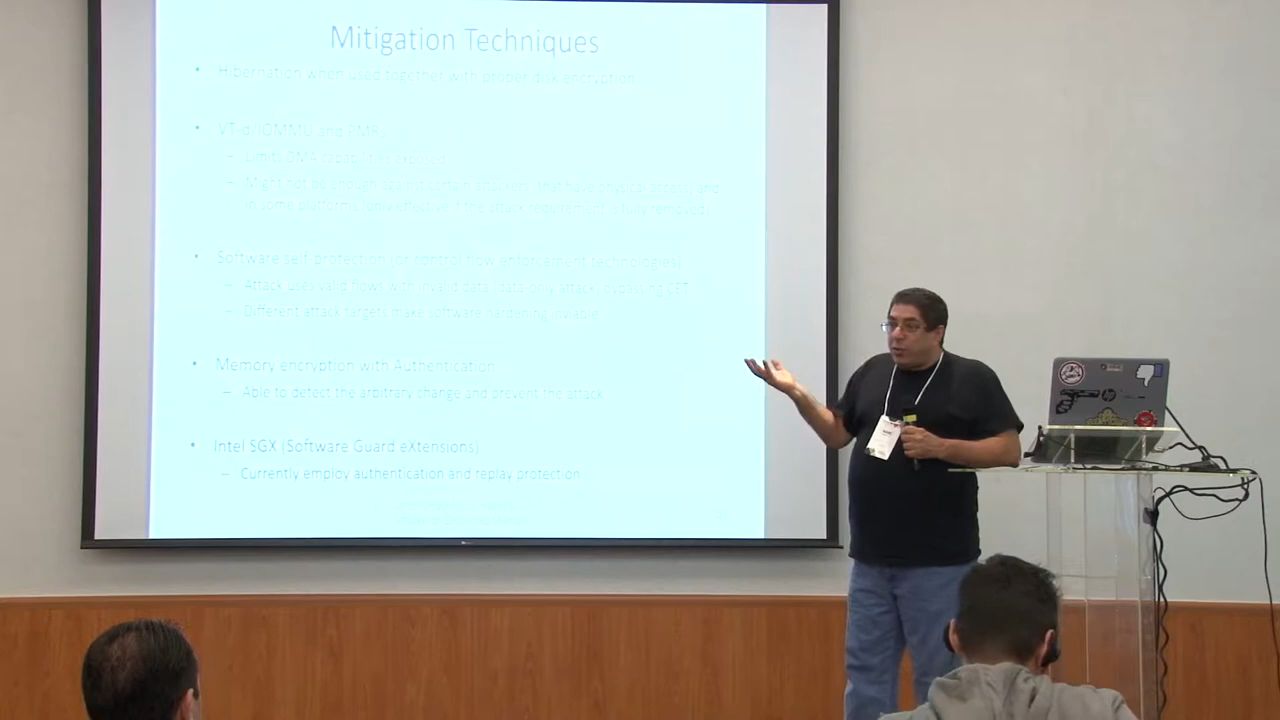 Mitigation Techniques
• Hibernation when used together with proper disk encryption
• VT-d/IOMMU and PMRs
– Limits DMA capabilities exposed
– Might not be enough against certain attackers (that have physical access) and
in some platforms (only effective if the attack requirement is fully removed)
• Software self-protection (or control flow enforcement technologies)
– Attack uses valid flows with invalid data (data-only attack) bypassing CET
– Different attack targets make software hardening inviable
• Memory encryption with Authentication
– Able to detect the arbitrary change and prevent the attack
• Intel SGX (Software Guard eXtensions)
– Currently employ authentication and replay protection
hp